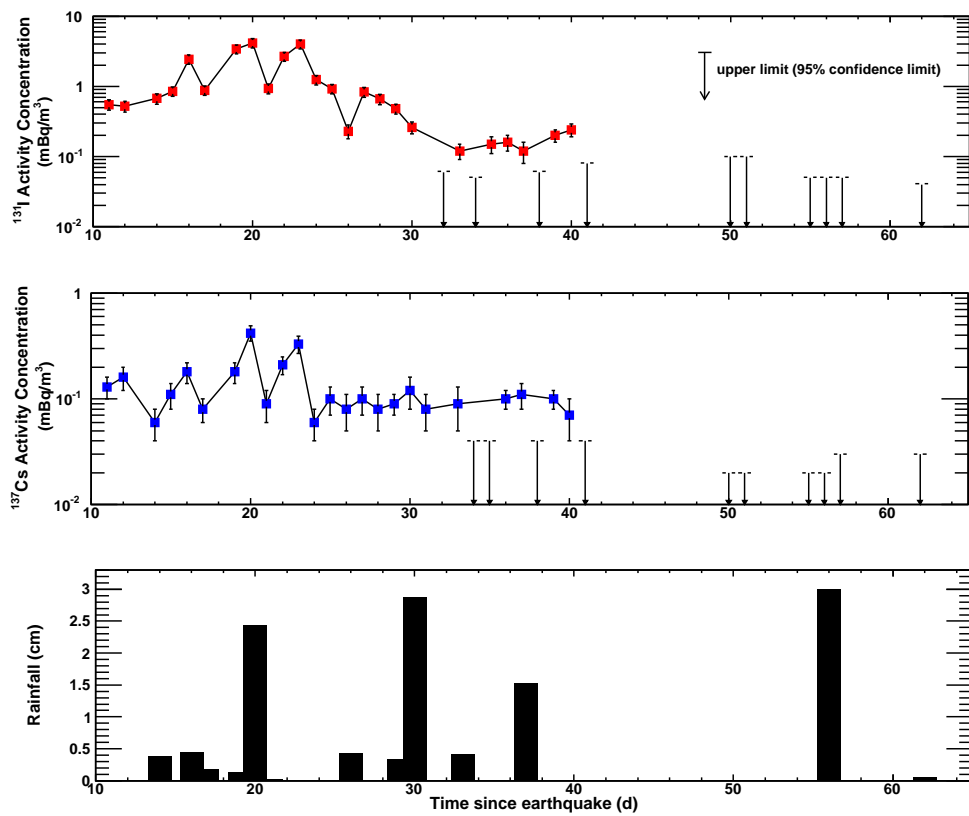 10
1
10⁻¹
10⁻²
¹³¹I Activity Concentration
(mBq/m³)
upper limit (95% confidence limit)
10 20 30 40 50 60
1
10⁻¹
10⁻²
¹³⁷Cs Activity Concentration
(mBq/m³)
10 20 30 40 50 60
3
2.5
2
1.5
1
0.5
0
Rainfall (cm)
10 20 30 40 50 60
Time since earthquake (d)